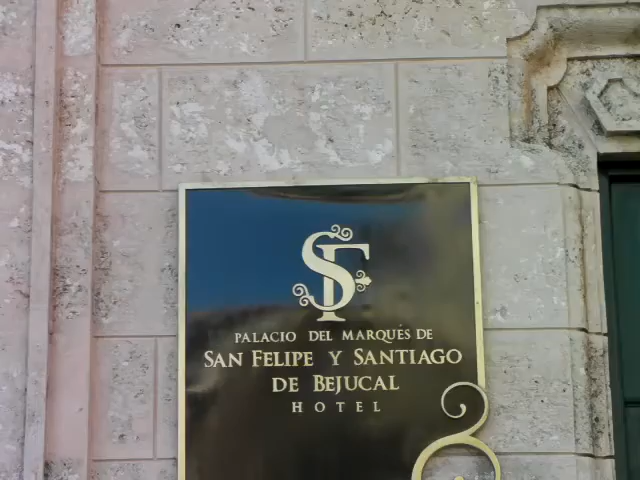 SF
PALACIO DEL MARQUÉS DE
SAN FELIPE Y SANTIAGO
DE BEJUCAL
HOTEL